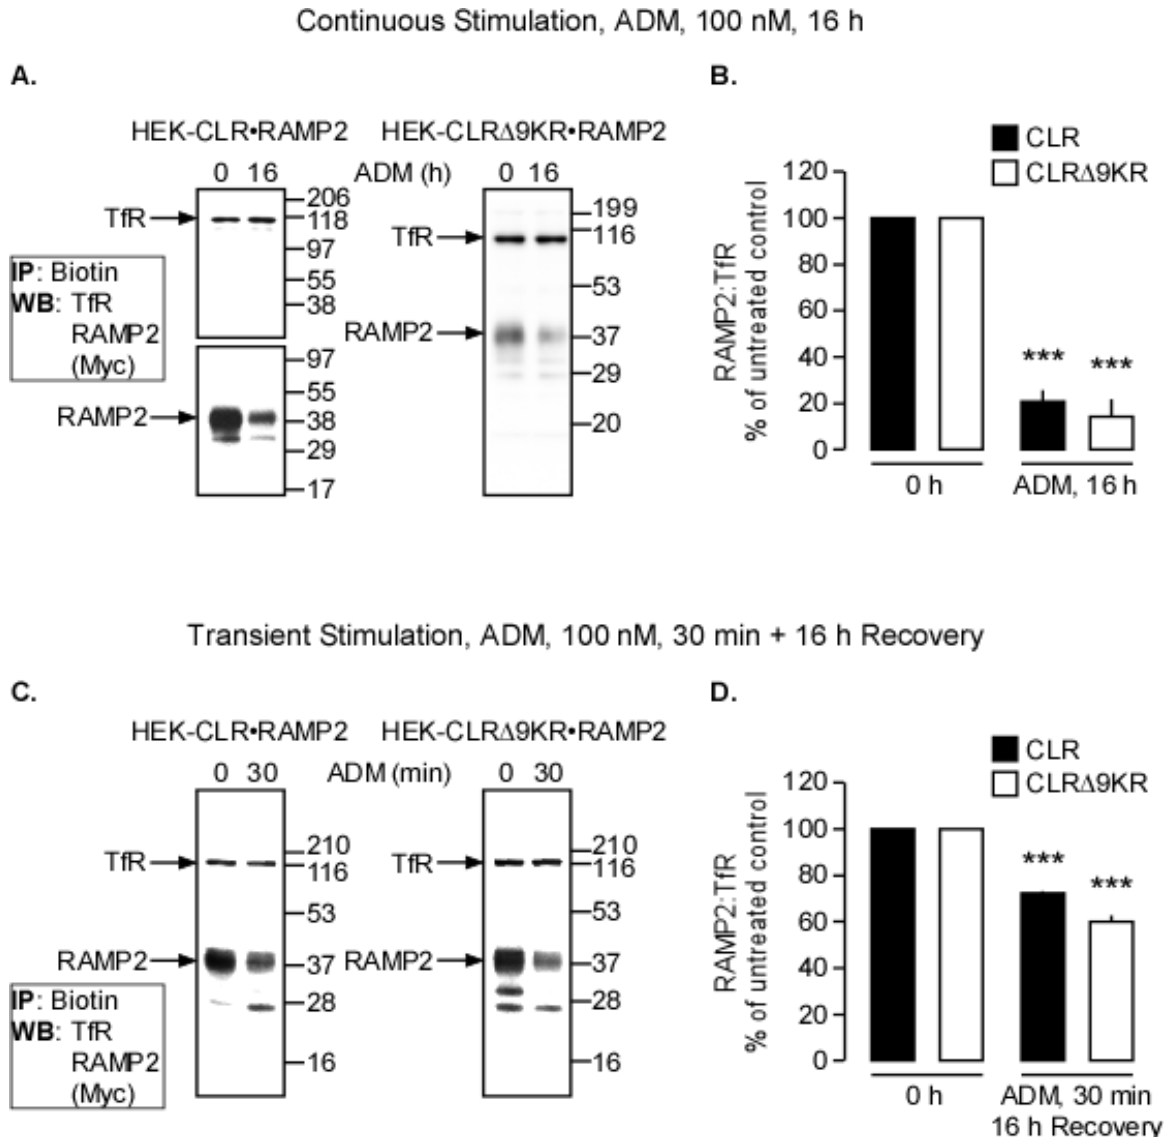 Continuous Stimulation, ADM, 100 nM, 16 h
A.
HEK-CLR•RAMP2 HEK-CLRΔ9KR•RAMP2
0 16 ADM (h) 0 16
TfR
206
118
97
55
38
IP: Biotin
WB: TfR
RAMP2
(Myc)
97
55
38
29
17
RAMP2
TfR
RAMP2
199
116
53
37
29
20
B.
CLR
CLRΔ9KR
RAMP2:TfR
% of untreated control
120
100
80
60
40
20
0
*** ***
0 h ADM, 16 h
Transient Stimulation, ADM, 100 nM, 30 min + 16 h Recovery
C.
HEK-CLR•RAMP2 HEK-CLRΔ9KR•RAMP2
0 30 ADM (min) 0 30
TfR
RAMP2
210
116
53
37
28
16
IP: Biotin
WB: TfR
RAMP2
(Myc)
TfR
RAMP2
210
116
53
37
28
16
D.
CLR
CLRΔ9KR
RAMP2:TfR
% of untreated control
120
100
80
60
40
20
0
*** ***
0 h ADM, 30 min
16 h Recovery